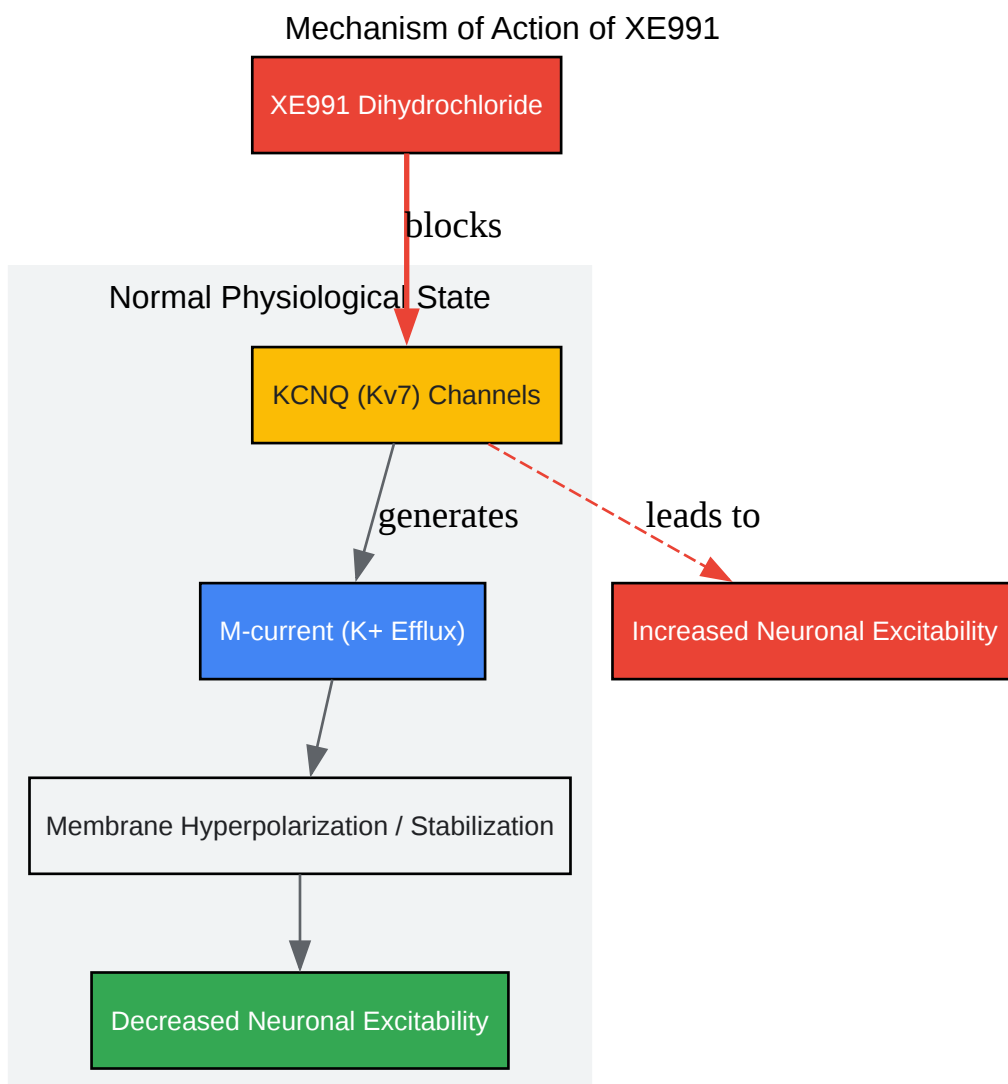 Mechanism of Action of XE991
XE991 Dihydrochloride
blocks
Normal Physiological State
KCNQ (Kv7) Channels
generates
leads to
M-current (K+ Efflux)
Increased Neuronal Excitability
Membrane Hyperpolarization / Stabilization
Decreased Neuronal Excitability